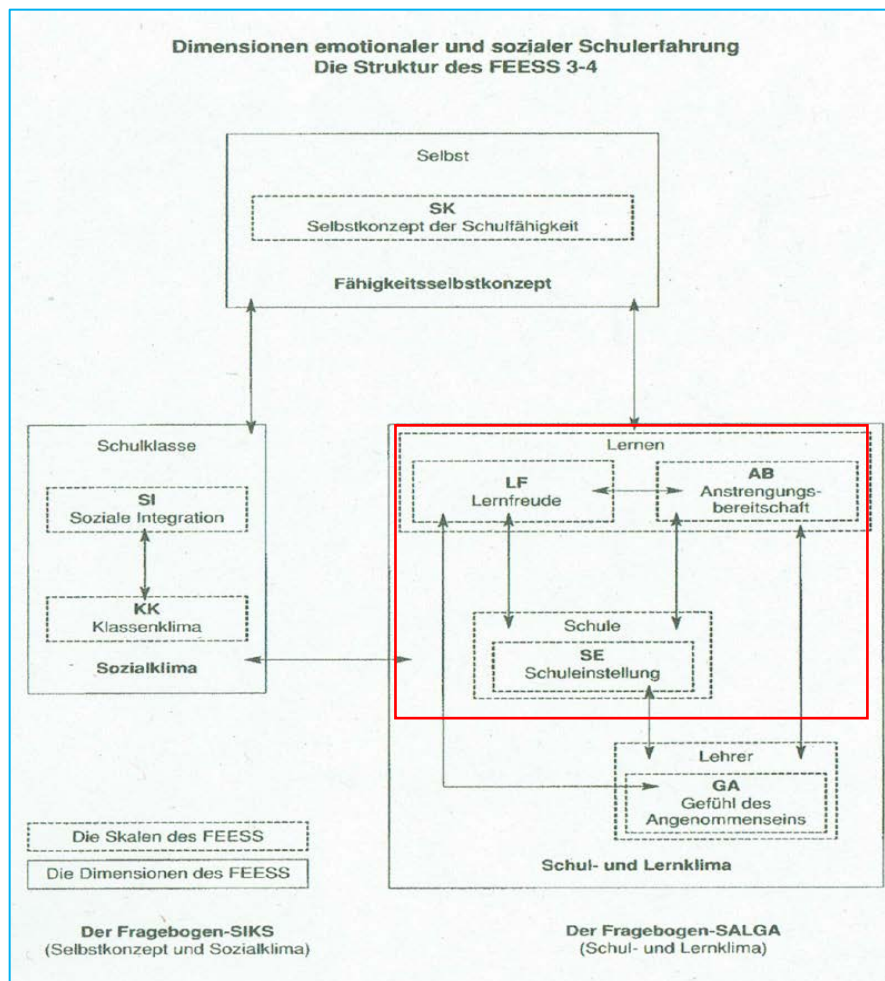 Dimensionen emotionaler und sozialer Schulerfahrung
Die Struktur des FEESS 3-4
Selbst
SK
Selbstkonzept der Schulfähigkeit
Fähigkeitsselbstkonzept
Schulklasse
SI
Soziale Integration
KK
Klassenklima
Sozialklima
Lernen
LF
Lernfreude
AB
Anstrengungs-
bereitschaft
Schule
SE
Schuleinstellung
Lehrer
GA
Gefühl des
Angenommenseins
Schul- und Lernklima
Die Skalen des FEESS
Die Dimensionen des FEESS
Der Fragebogen-SIKS
(Selbstkonzept und Sozialklima)
Der Fragebogen-SALGA
(Schul- und Lernklima)